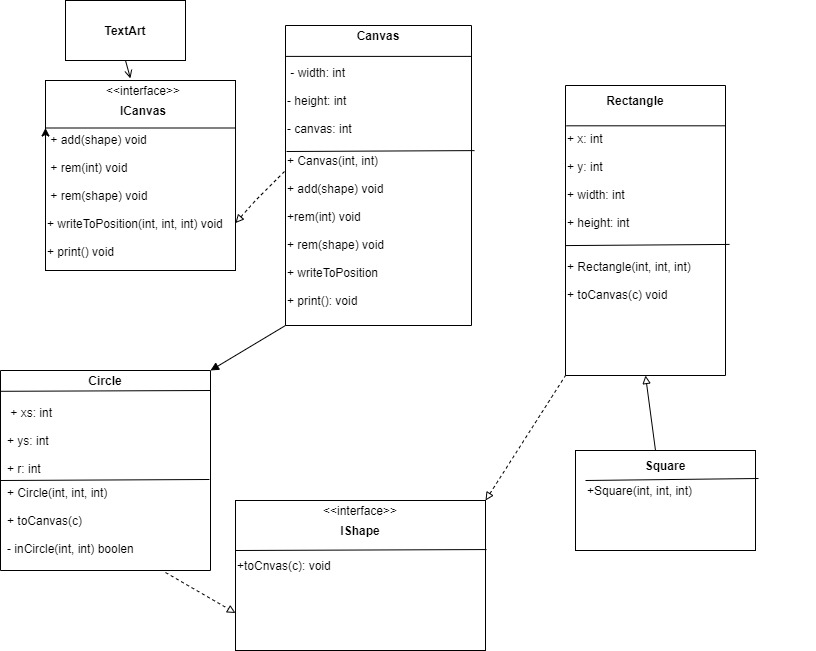 TextArt
<<interface>>
ICanvas
+ add(shape) void
+ rem(int) void
+ rem(shape) void
+ writeToPosition(int, int, int) void
+ print() void
Canvas
- width: int
- height: int
- canvas: int
+ Canvas(int, int)
+ add(shape) void
+rem(int) void
+ rem(shape) void
+ writeToPosition
+ print(): void
Rectangle
+ x: int
+ y: int
+ width: int
+ height: int
+ Rectangle(int, int, int)
+ toCanvas(c) void
Circle
+ xs: int
+ ys: int
+ r: int
+ Circle(int, int, int)
+ toCanvas(c)
- inCircle(int, int) boolen
<<interface>>
IShape
+toCnvas(c): void
Square
+Square(int, int, int)